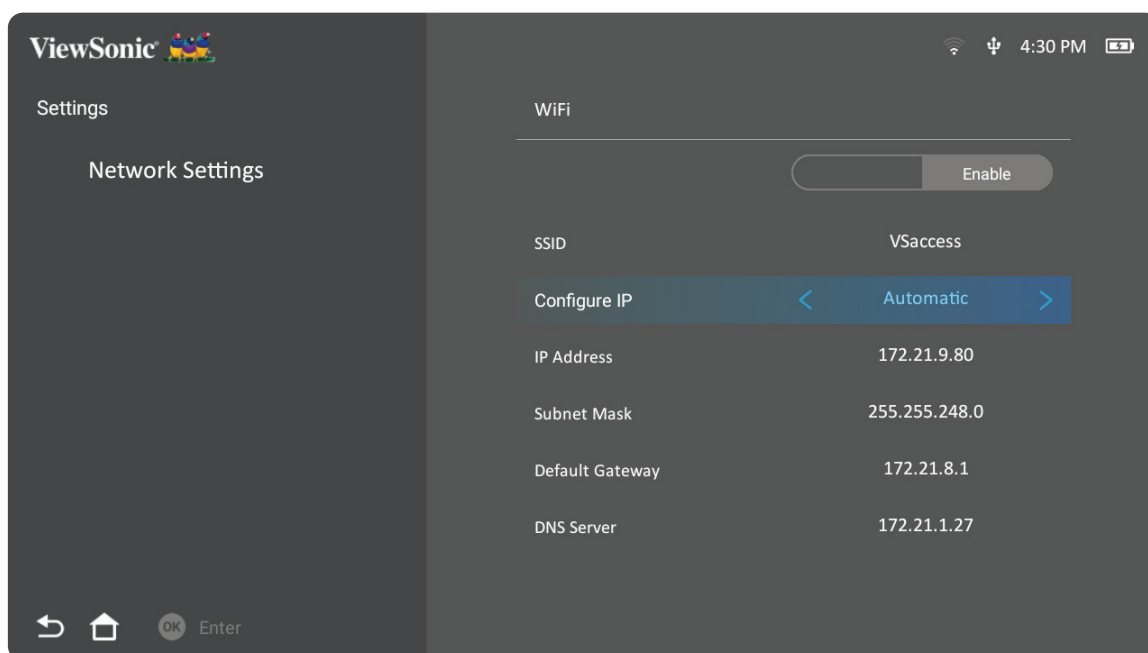 ViewSonic
4:30 PM
Settings
WiFi
Network Settings
Enable
SSID VSaccess
Configure IP < Automatic >
IP Address 172.21.9.80
Subnet Mask 255.255.248.0
Default Gateway 172.21.8.1
DNS Server 172.21.1.27
OK Enter